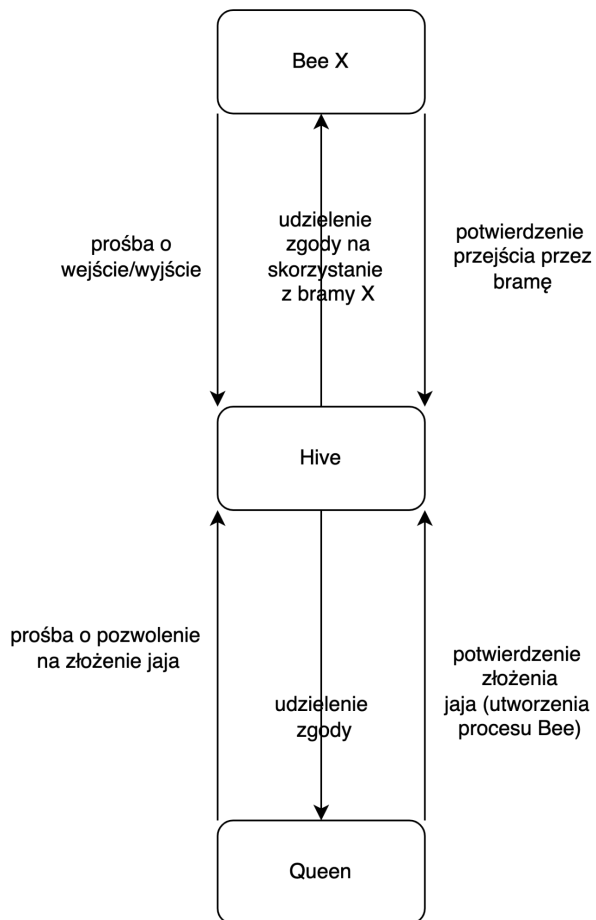 Bee X
prośba o
wejście/wyjście
udzielenie
zgody na
skorzystanie
z bramy X
potwierdzenie
przejścia przez
bramę
Hive
prośba o pozwolenie
na złożenie jaja
udzielenie
zgody
potwierdzenie
złożenia
jaja (utworzenia
procesu Bee)
Queen